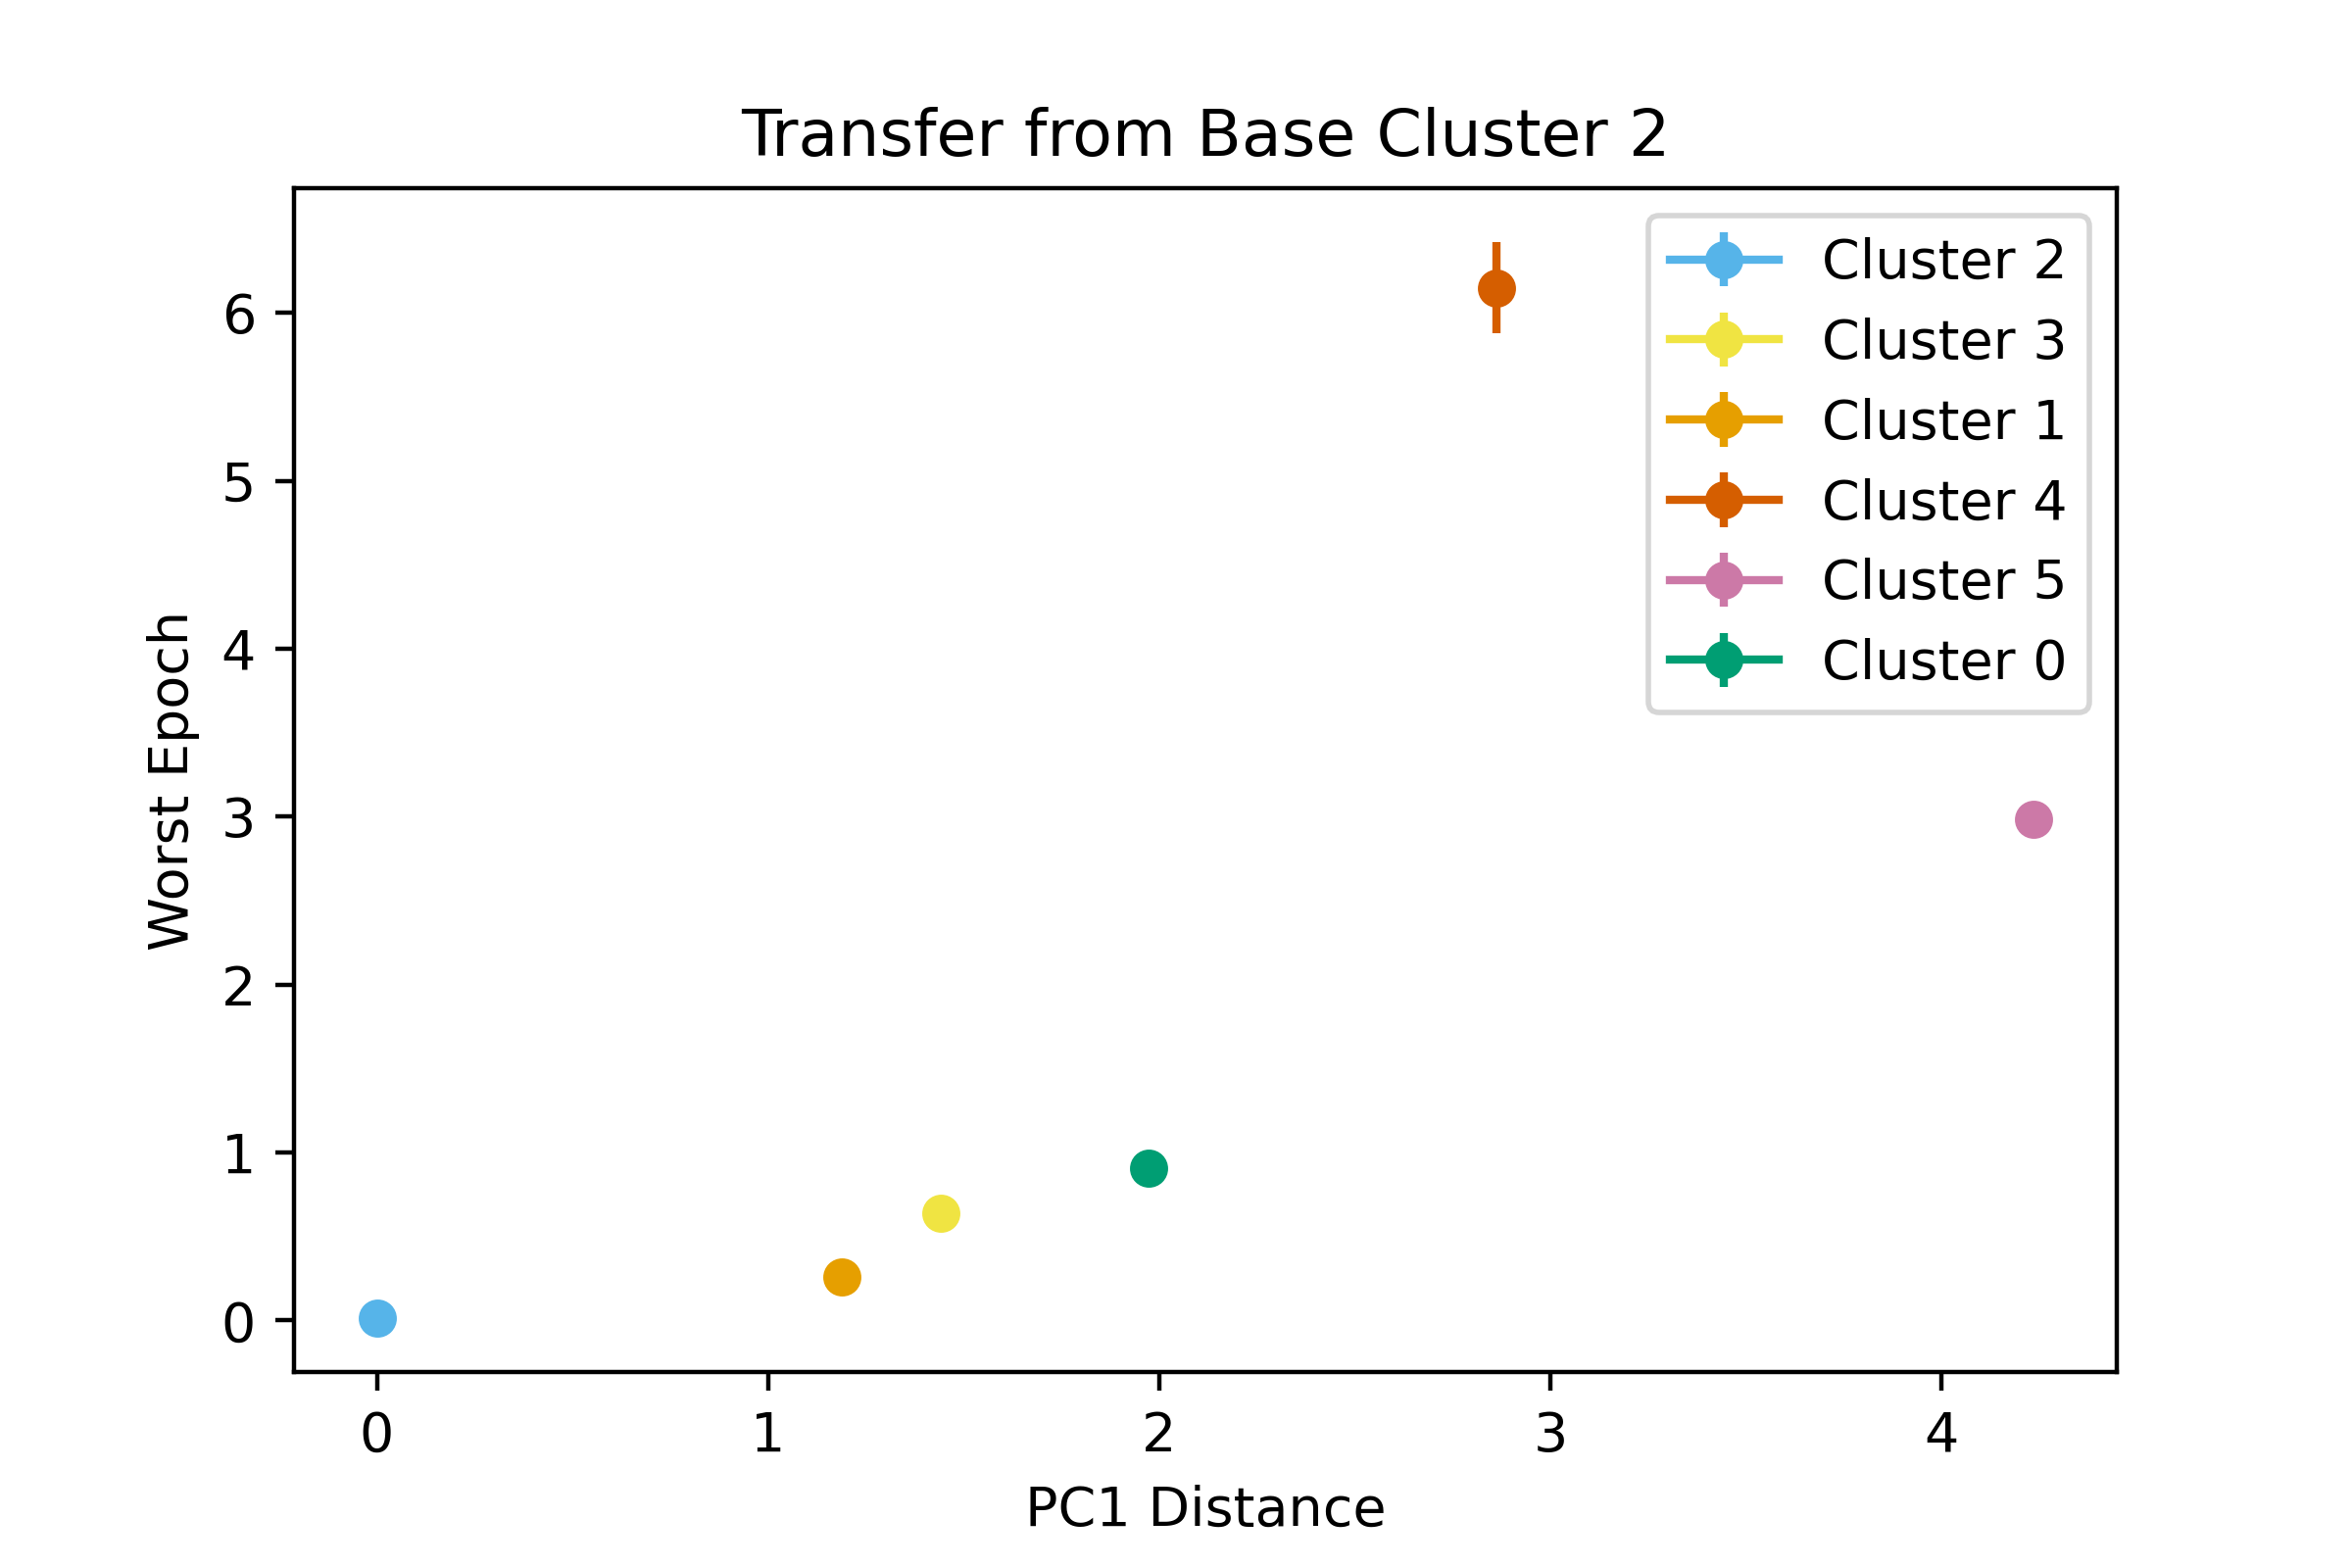 Transfer from Base Cluster 2
Cluster 2
Cluster 3
Cluster 1
Cluster 4
Cluster 5
Cluster 0
Worst Epoch
6
5
4
3
2
1
0
0 1 2 3 4
PC1 Distance